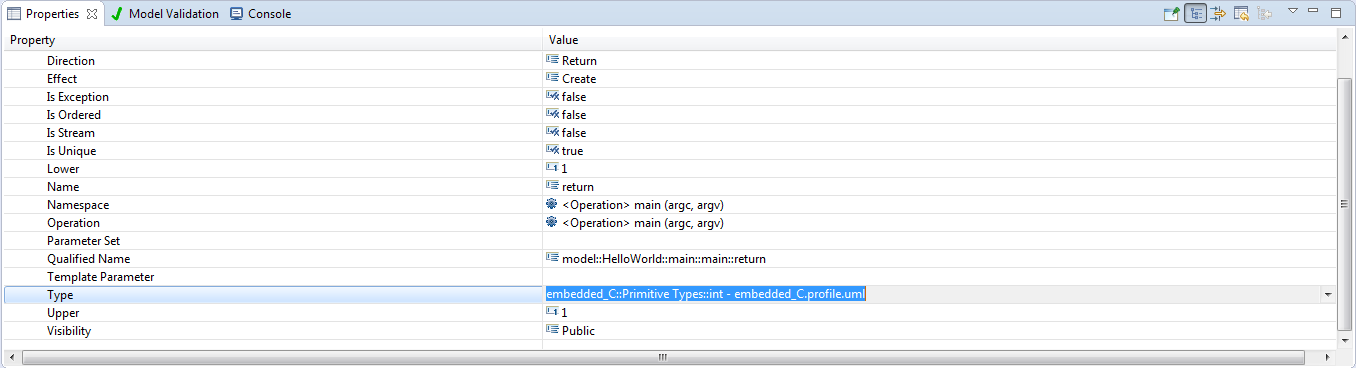 Properties Model Validation Console
Property Value
Direction Return
Effect Create
Is Exception false
Is Ordered false
Is Stream false
Is Unique true
Lower 1
Name return
Namespace <Operation> main (argc, argv)
Operation <Operation> main (argc, argv)
Parameter Set
Qualified Name model::HelloWorld::main::main::return
Template Parameter
Type embedded_C::Primitive Types::int - embedded_C.profile.uml
Upper 1
Visibility Public